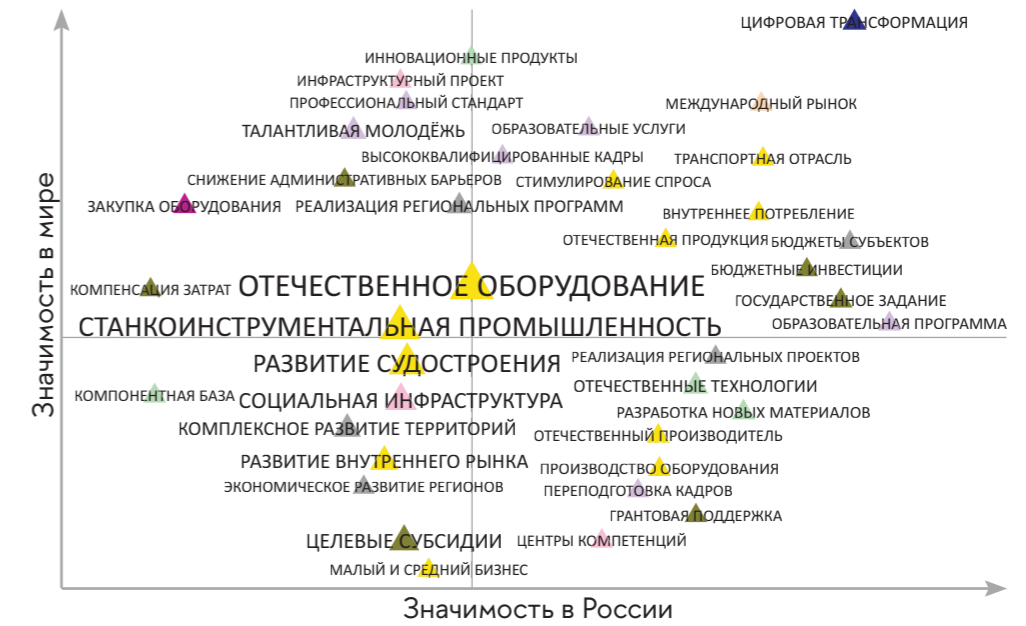 ЦИФРОВАЯ ТРАНСФОРМАЦИЯ
ИННОВАЦИОННЫЕ ПРОДУКТЫ
ИНФРАСТРУКТУРНЫЙ ПРОЕКТ
ПРОФЕССИОНАЛЬНЫЙ СТАНДАРТ
МЕЖДУНАРОДНЫЙ РЫНОК
ТАЛАНТЛИВАЯ МОЛОДЁЖЬ
ОБРАЗОВАТЕЛЬНЫЕ УСЛУГИ
ВЫСОКОКВАЛИФИЦИРОВАННЫЕ КАДРЫ
ТРАНСПОРТНАЯ ОТРАСЛЬ
СНИЖЕНИЕ АДМИНИСТРАТИВНЫХ БАРЬЕРОВ
СТИМУЛИРОВАНИЕ СПРОСА
ЗАКУПКА ОБОРУДОВАНИЯ
РЕАЛИЗАЦИЯ РЕГИОНАЛЬНЫХ ПРОГРАММ
ВНУТРЕННЕЕ ПОТРЕБЛЕНИЕ
ОТЕЧЕСТВЕННАЯ ПРОДУКЦИЯ
БЮДЖЕТЫ СУБЪЕКТОВ
БЮДЖЕТНЫЕ ИНВЕСТИЦИИ
КОМПЕНСАЦИЯ ЗАТРАТ
ОТЕЧЕСТВЕННОЕ ОБОРУДОВАНИЕ
ГОСУДАРСТВЕННОЕ ЗАДАНИЕ
СТАНКОИНСТРУМЕНТАЛЬНАЯ ПРОМЫШЛЕННОСТЬ
ОБРАЗОВАТЕЛЬНАЯ ПРОГРАММА
РАЗВИТИЕ СУДОСТРОЕНИЯ
РЕАЛИЗАЦИЯ РЕГИОНАЛЬНЫХ ПРОЕКТОВ
ОТЕЧЕСТВЕННЫЕ ТЕХНОЛОГИИ
КОМПОНЕНТНАЯ БАЗА
СОЦИАЛЬНАЯ ИНФРАСТРУКТУРА
РАЗРАБОТКА НОВЫХ МАТЕРИАЛОВ
КОМПЛЕКСНОЕ РАЗВИТИЕ ТЕРРИТОРИЙ
ОТЕЧЕСТВЕННЫЙ ПРОИЗВОДИТЕЛЬ
РАЗВИТИЕ ВНУТРЕННЕГО РЫНКА
ПРОИЗВОДСТВО ОБОРУДОВАНИЯ
ЭКОНОМИЧЕСКОЕ РАЗВИТИЕ РЕГИОНОВ
ПЕРЕПОДГОТОВКА КАДРОВ
ГРАНТОВАЯ ПОДДЕРЖКА
ЦЕЛЕВЫЕ СУБСИДИИ
ЦЕНТРЫ КОМПЕТЕНЦИЙ
МАЛЫЙ И СРЕДНИЙ БИЗНЕС
Значимость в мире
Значимость в России